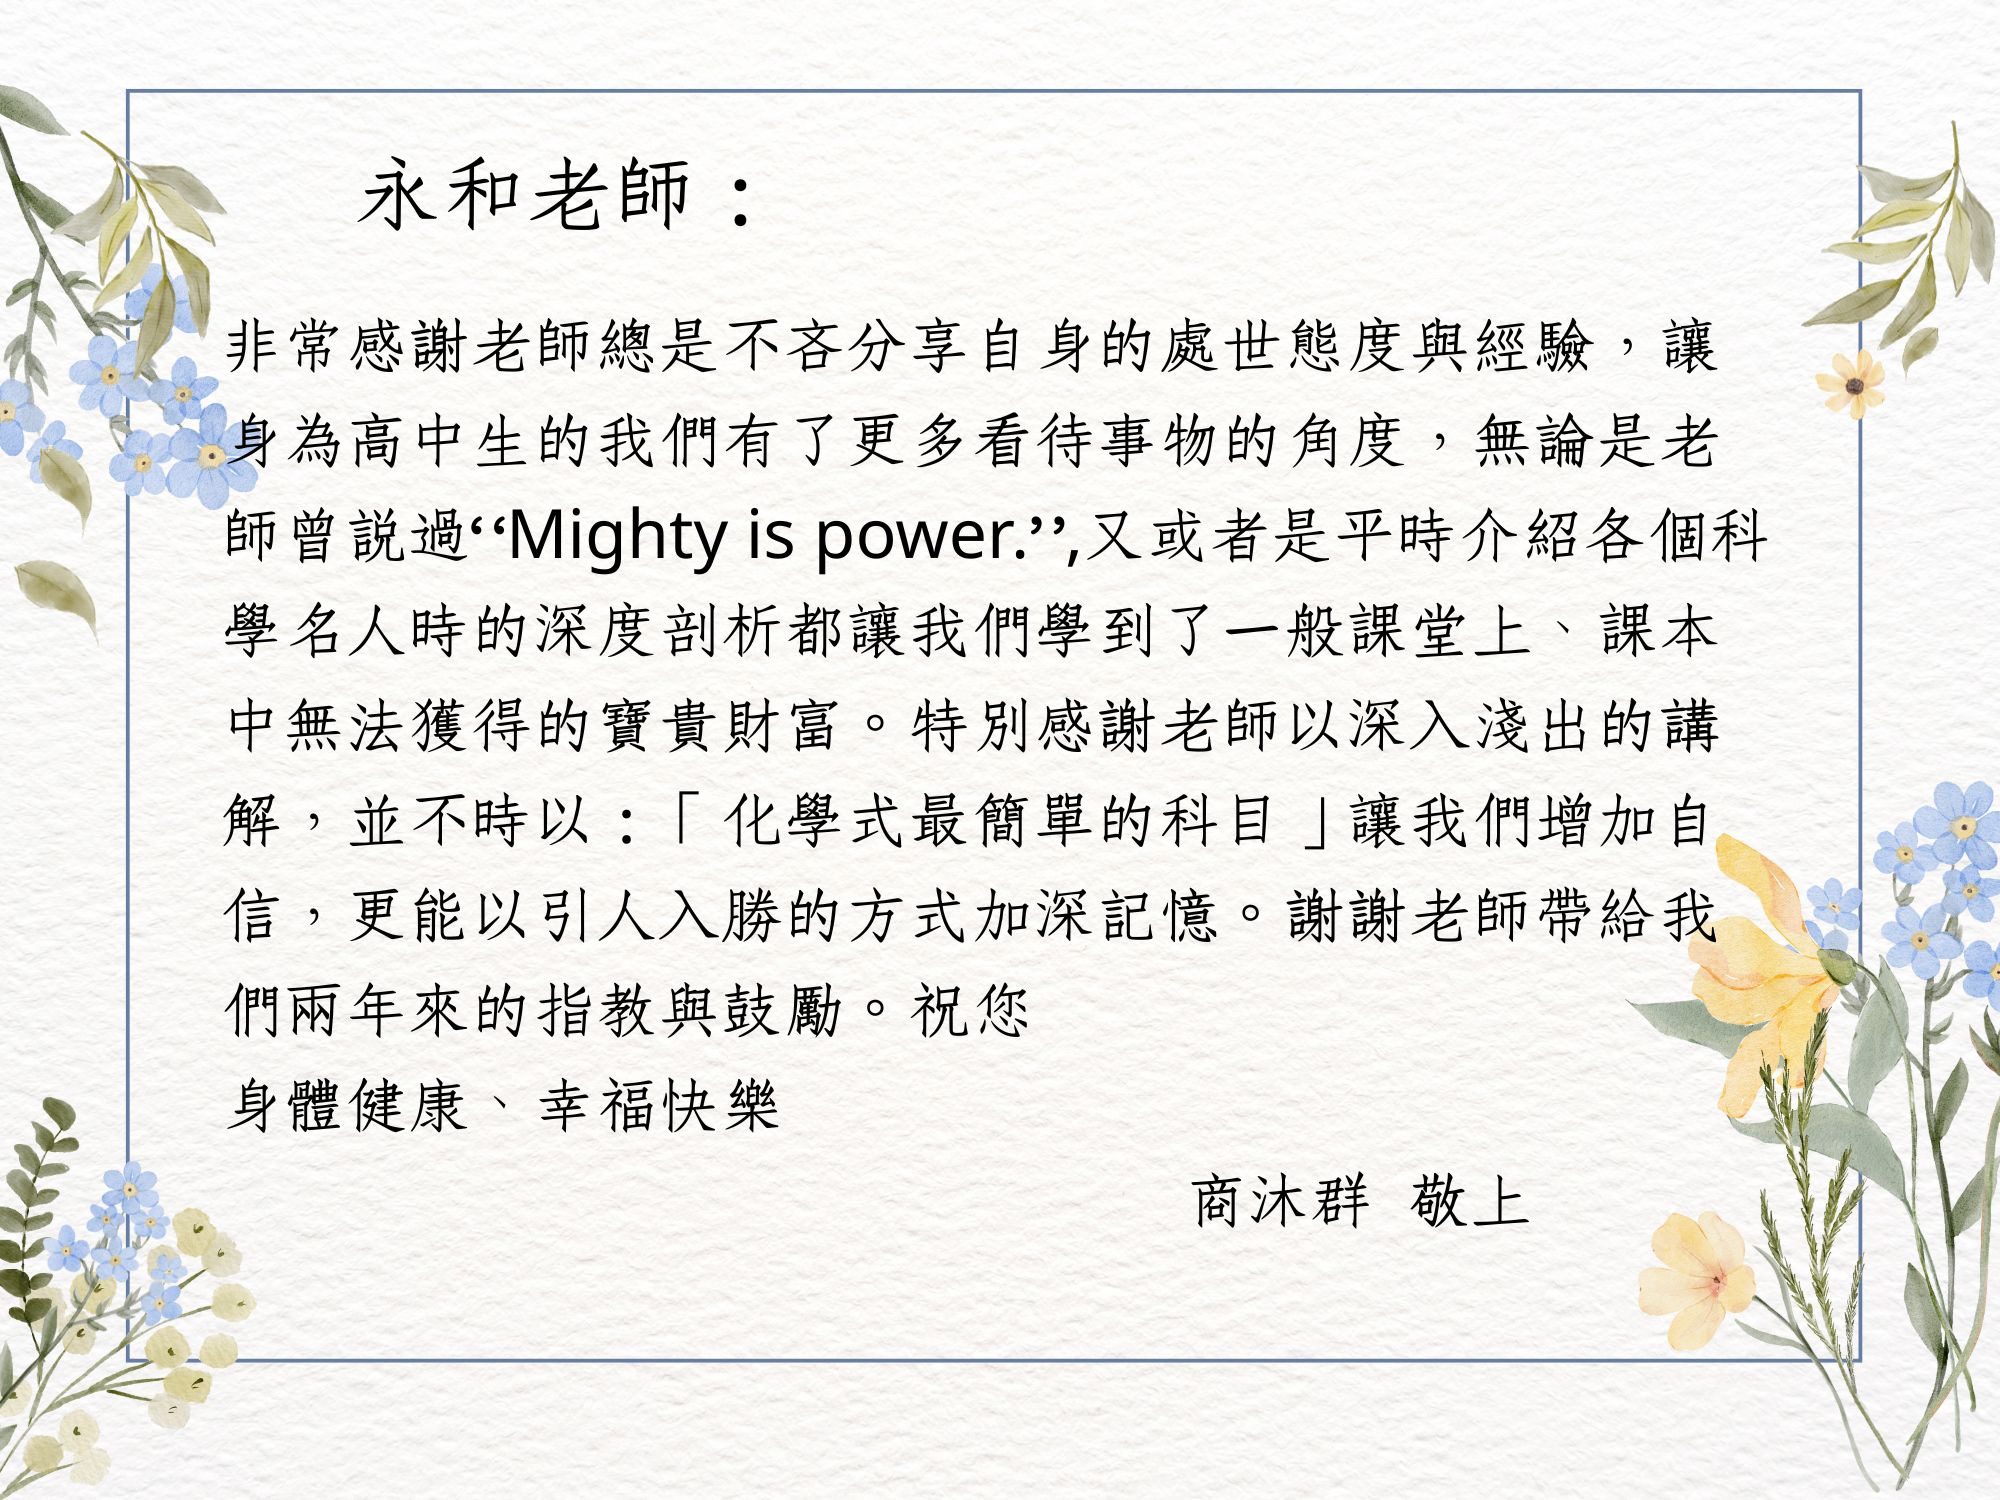 永和老師：
非常感謝老師總是不吝分享自身的處世態度與經驗，讓
身為高中生的我們有了更多看待事物的角度，無論是老
師曾説過“Mighty is power.”,又或者是平時介紹各個科
學名人時的深度剖析都讓我們學到了一般課堂上、課本
中無法獲得的寶貴財富。特別感謝老師以深入淺出的講
解，並不時以：「化學式最簡單的科目」讓我們增加自
信，更能以引人入勝的方式加深記憶。謝謝老師帶給我
們兩年來的指教與鼓勵。祝您
身體健康、幸福快樂
商沐群 敬上